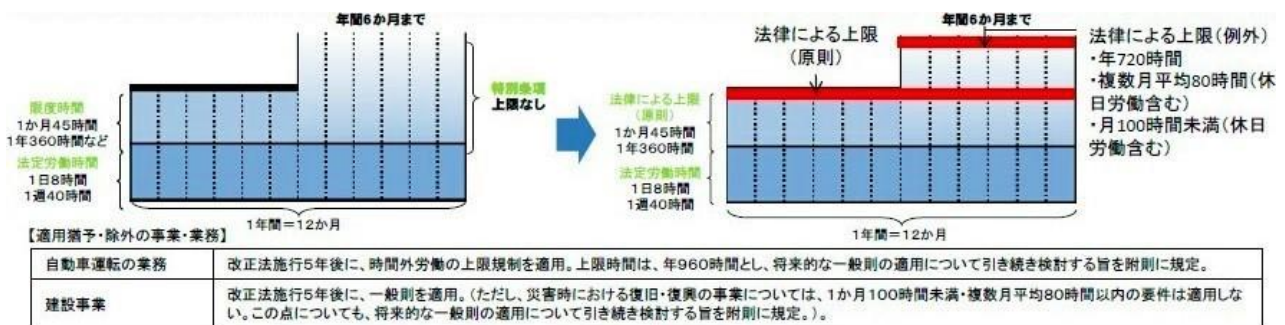 年間6か月まで
限度時間
1か月45時間
1年360時間など
法定労働時間
1日8時間
1週40時間
特別条項
上限なし
1年間＝12か月
年間6か月まで
法律による上限
（原則）
法律による上限（例外）
・年720時間
・複数月平均80時間（休
日労働含む）
・月100時間未満（休日
労働含む）
法律による上限
（原則）
1か月45時間
1年360時間
法定労働時間
1日8時間
1週40時間
1年間＝12か月
【適用猶予・除外の事業・業務】
自動車運転の業務
改正法施行5年後に、時間外労働の上限規制を適用。上限時間は、年960時間とし、将来的な一般則の適用について引き続き検討する旨を附則に規定。
建設事業
改正法施行5年後に、一般則を適用。（ただし、災害時における復旧・復興の事業については、1か月100時間未満・複数月平均80時間以内の要件は適用しな
い。この点についても、将来的な一般則の適用について引き続き検討する旨を附則に規定。）。